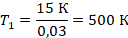 T₁ = 15 К / 0,03 = 500 К